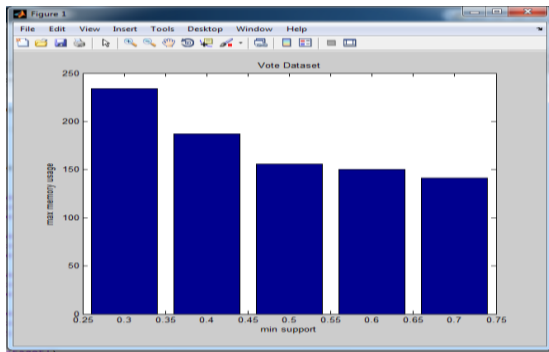 Figure 1
File Edit View Insert Tools Desktop Window Help
Vote Dataset
250
200
150
100
50
0
max memory usage
0.25 0.3 0.35 0.4 0.45 0.5 0.55 0.6 0.65 0.7 0.75
min support